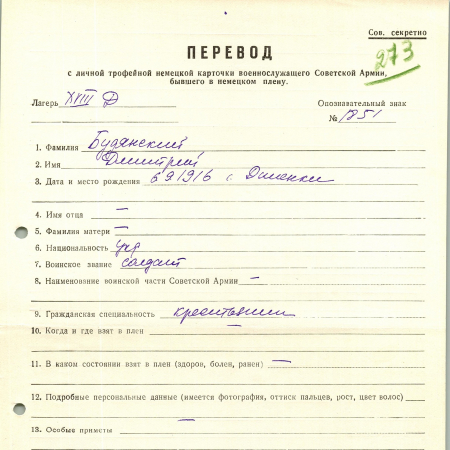 Сов. секретно
273
ПЕРЕВОД
с личной трофейной немецкой карточки военнослужащего Советской Армии,
бывшего в немецком плену.
Лагерь XVIII D
Опознавательный знак
№ 1851
1. Фамилия Будянский
2. Имя Дмитрий
3. Дата и место рождения 6 9 1916 с.
4. Имя отца —
5. Фамилия матери —
6. Национальность укр
7. Воинское звание солдат
8. Наименование воинской части Советской Армии —
9. Гражданская специальность крестьянин
10. Когда и где взят в плен —
11. В каком состоянии взят в плен (здоров, болен, ранен) —
12. Подробные персональные данные (имеется фотография, оттиск пальцев, рост, цвет волос)
—
13. Особые приметы